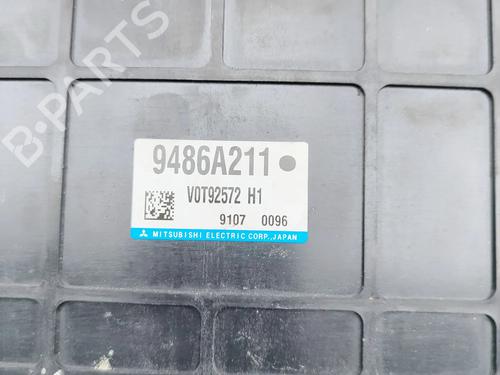 B-PARTS
9486A211
V0T92572 H1
9107 0096
MITSUBISHI ELECTRIC CORP., JAPAN